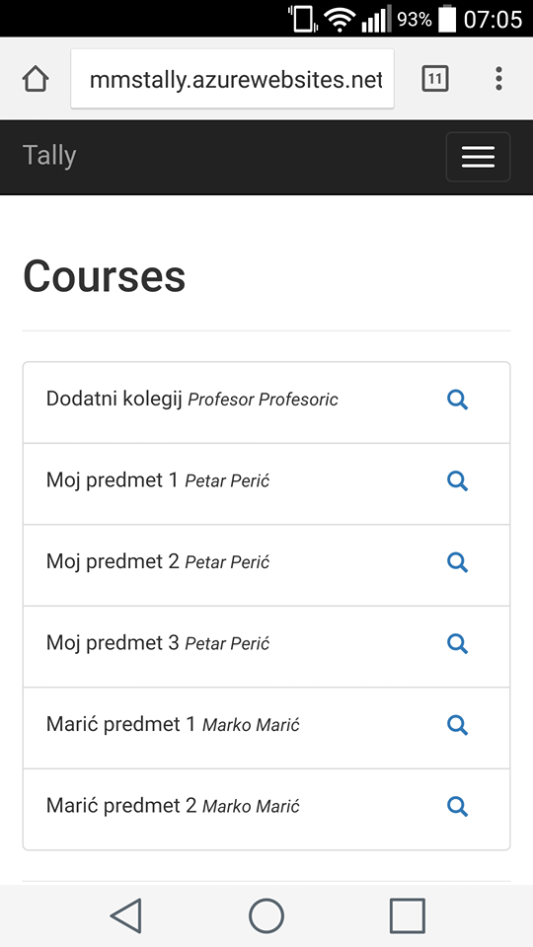 93% 07:05
mmstally.azurewebsites.net
11
Tally
Courses
Dodatni kolegij Profesor Profesoric
Moj predmet 1 Petar Perić
Moj predmet 2 Petar Perić
Moj predmet 3 Petar Perić
Marić predmet 1 Marko Marić
Marić predmet 2 Marko Marić